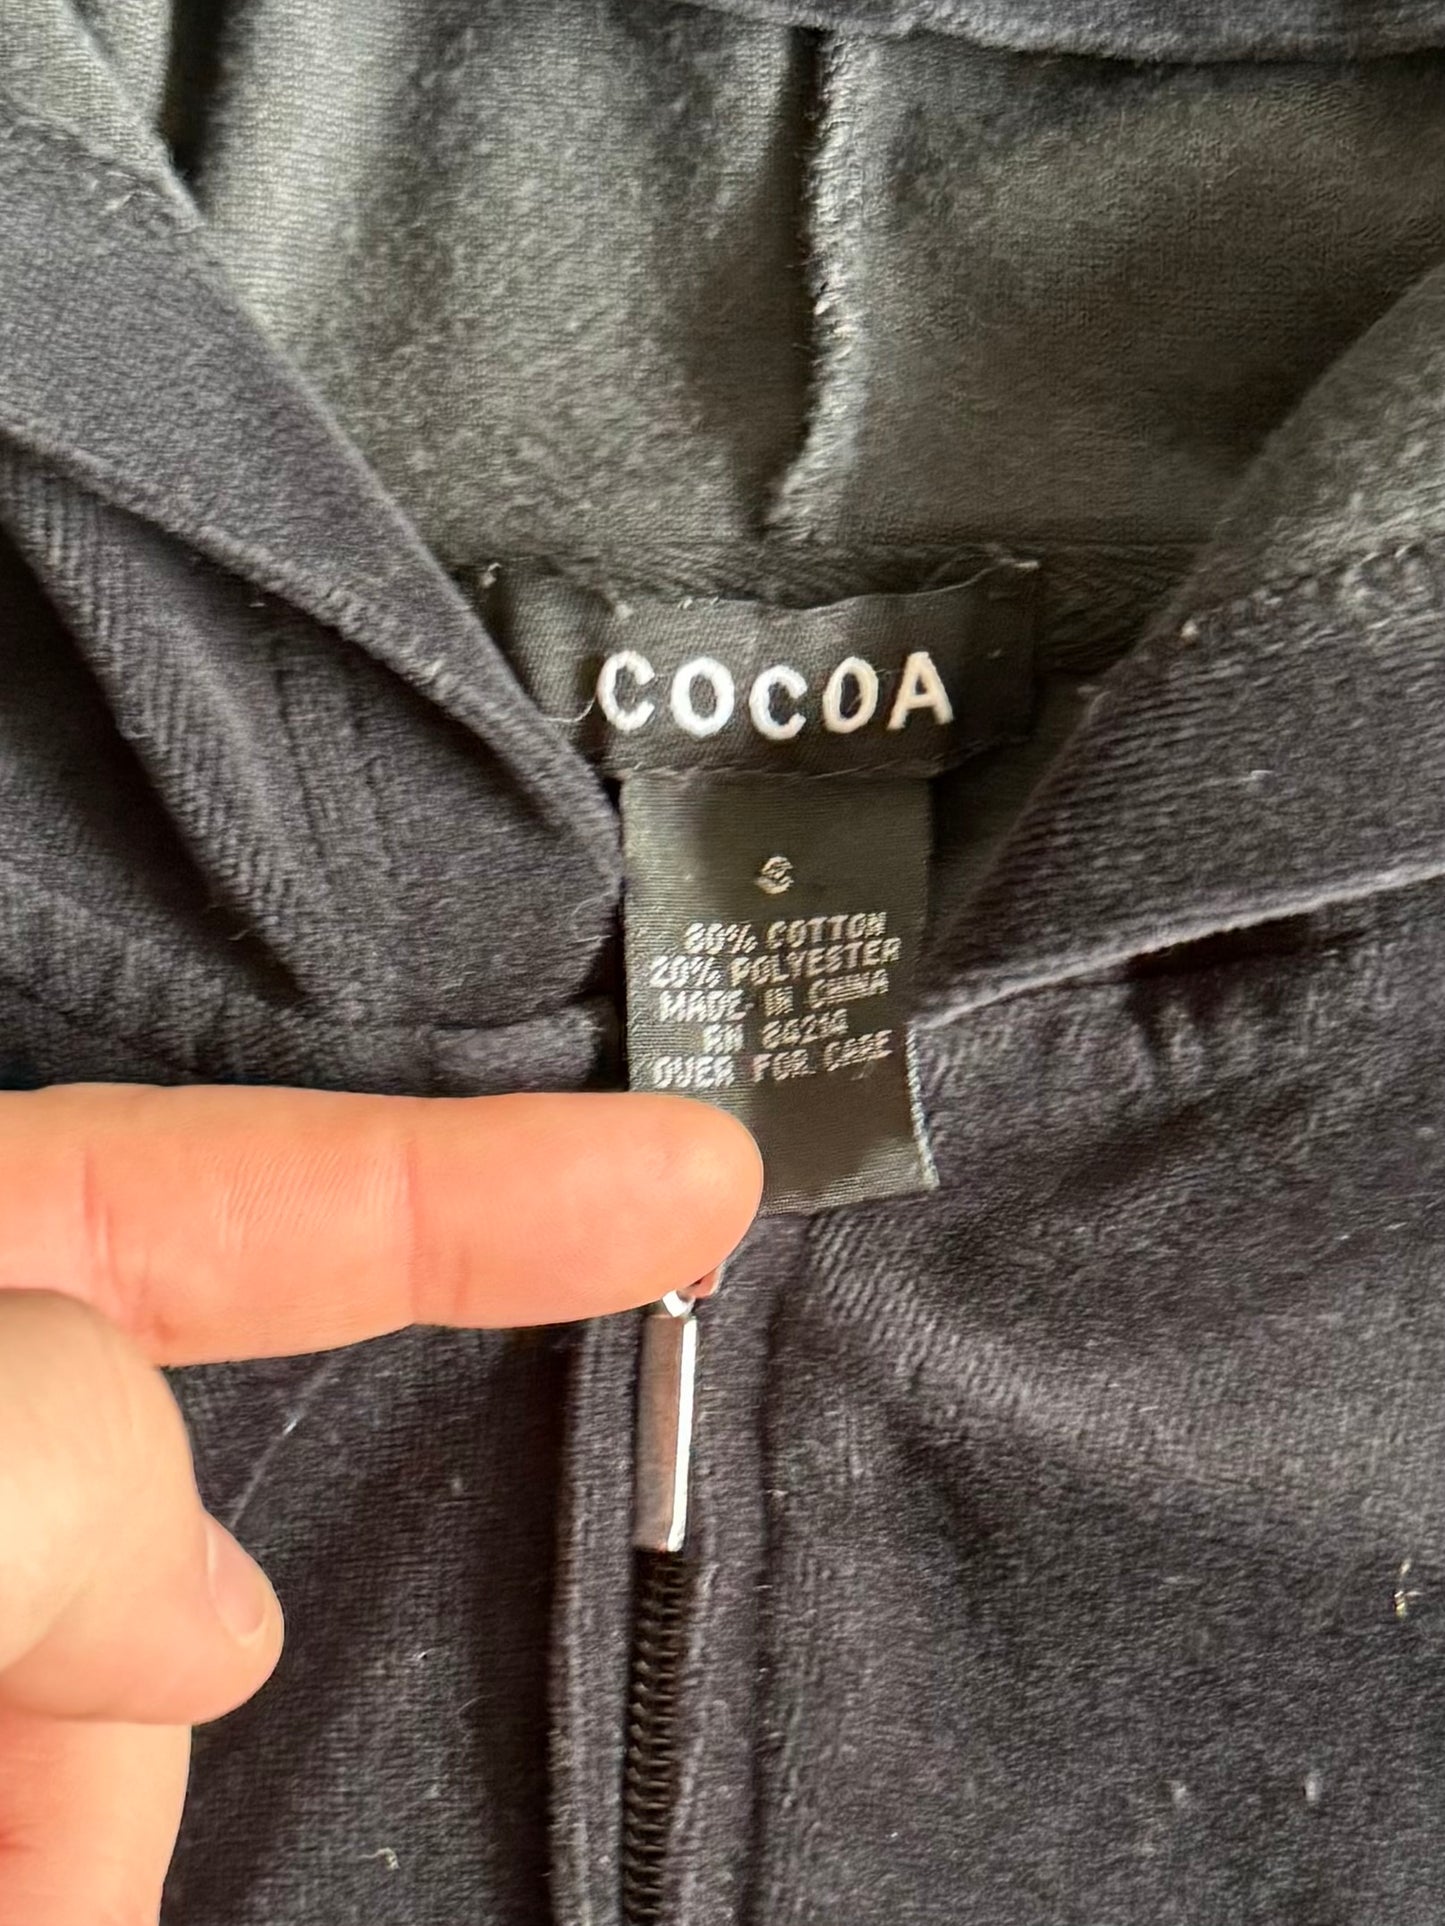 COCOA
S
80% COTTON
20% POLYESTER
MADE IN CHINA
RN 84214
OVER FOR CARE